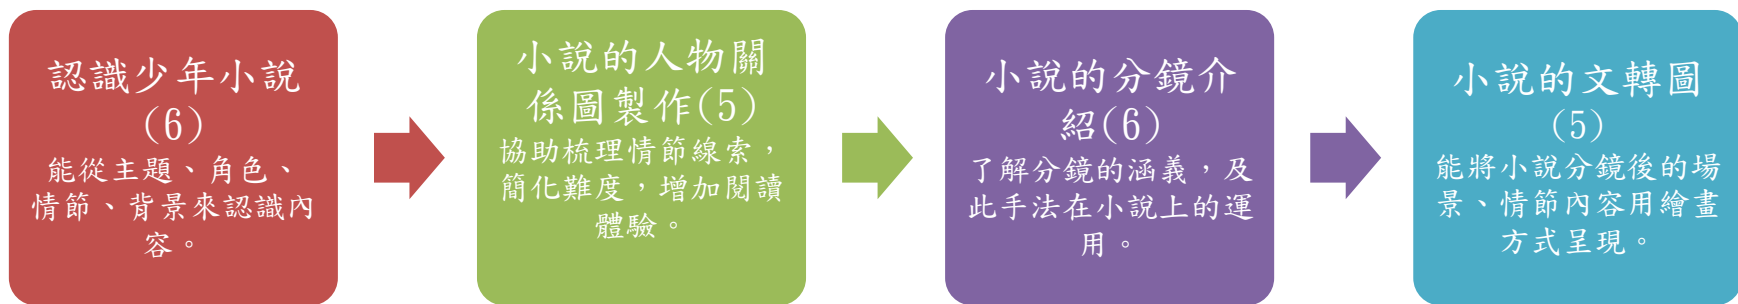 認識少年小說
(6)
能從主題、角色、
情節、背景來認識內
容。
小說的人物關
係圖製作(5)
協助梳理情節線索，
簡化難度，增加閱讀
體驗。
小說的分鏡介
紹(6)
了解分鏡的涵義，及
此手法在小說上的運
用。
小說的文轉圖
(5)
能將小說分鏡後的場
景、情節內容用繪畫
方式呈現。